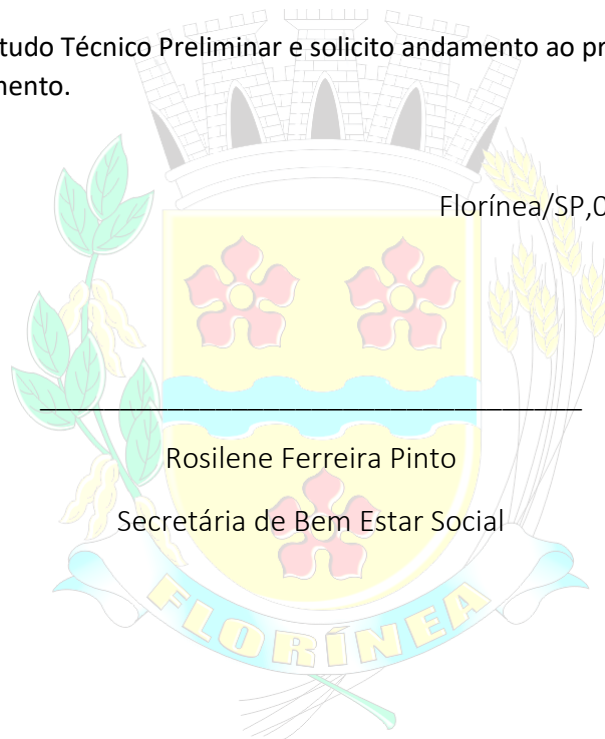 tudo Técnico Preliminar e solicito andamento ao pr
nento.
Florínea/SP,0
Rosilene Ferreira Pinto
Secretária de Bem Estar Social
FLORÍNEA